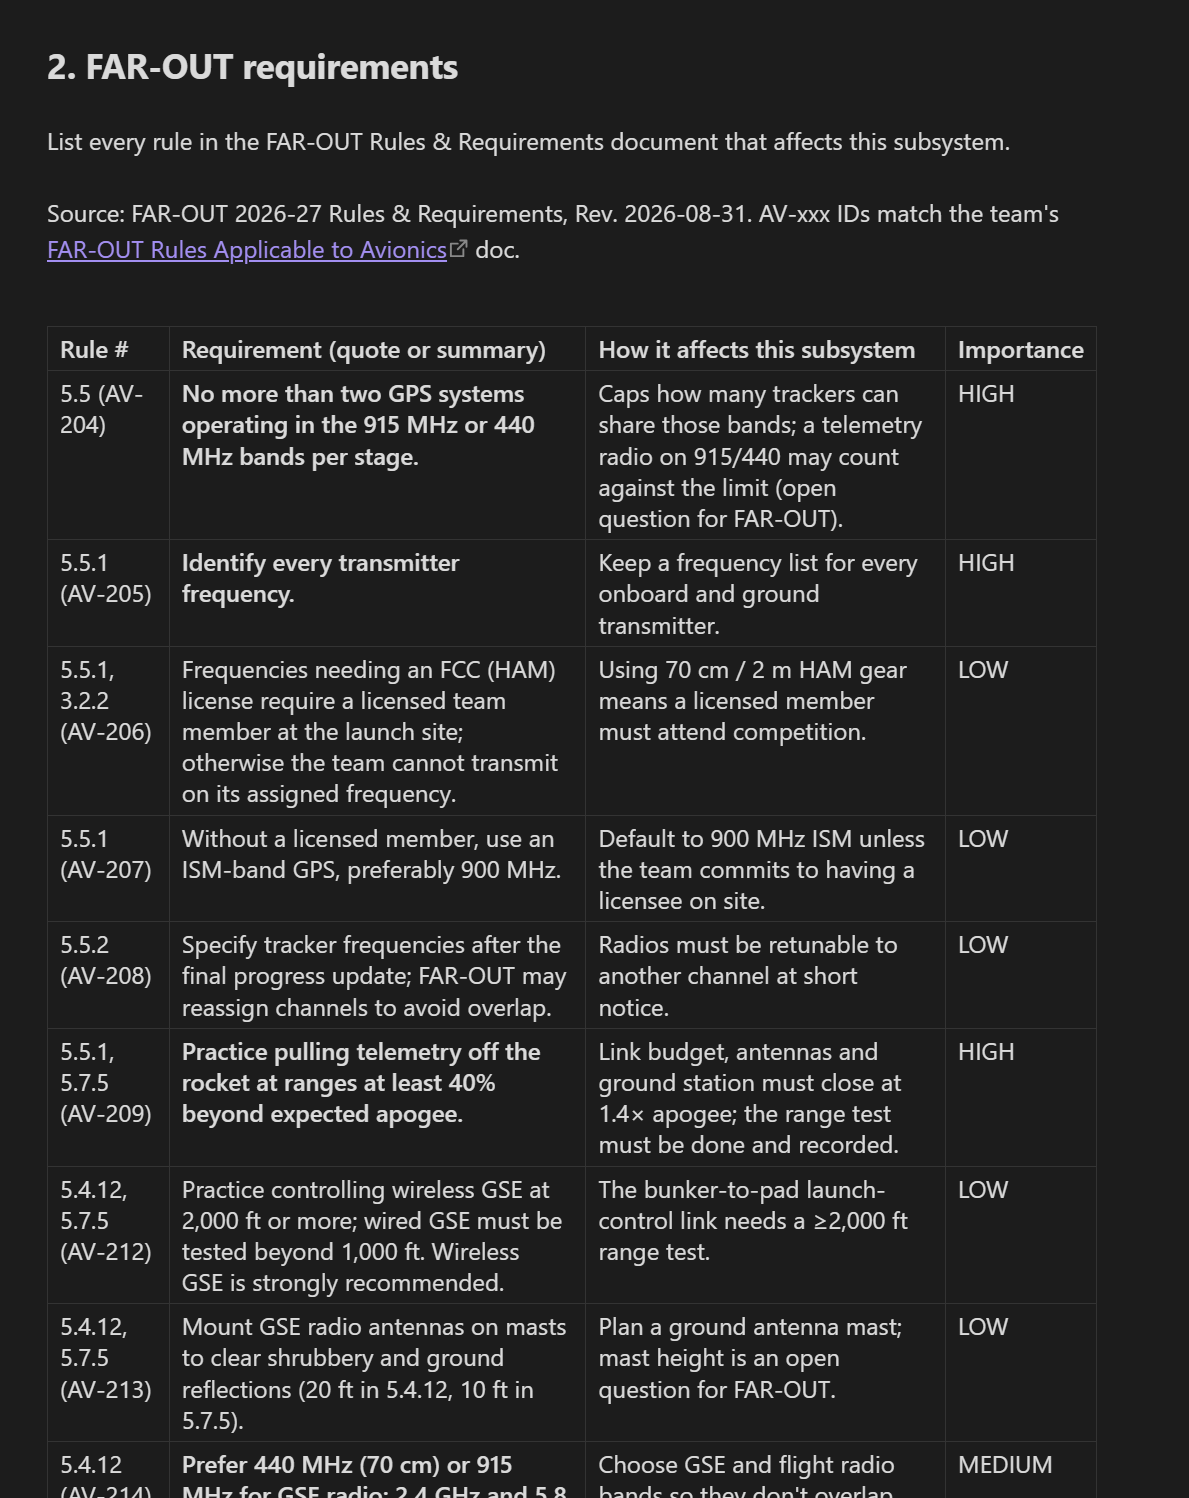 2. FAR-OUT requirements
List every rule in the FAR-OUT Rules & Requirements document that affects this subsystem.
Source: FAR-OUT 2026-27 Rules & Requirements, Rev. 2026-08-31. AV-xxx IDs match the team's
FAR-OUT Rules Applicable to Avionics doc.
Rule #
Requirement (quote or summary)
How it affects this subsystem
Importance
5.5 (AV-
204)
No more than two GPS systems
operating in the 915 MHz or 440
MHz bands per stage.
Caps how many trackers can
share those bands; a telemetry
radio on 915/440 may count
against the limit (open
question for FAR-OUT).
HIGH
5.5.1
(AV-205)
Identify every transmitter
frequency.
Keep a frequency list for every
onboard and ground
transmitter.
HIGH
5.5.1,
3.2.2
(AV-206)
Frequencies needing an FCC (HAM)
license require a licensed team
member at the launch site;
otherwise the team cannot transmit
on its assigned frequency.
Using 70 cm / 2 m HAM gear
means a licensed member
must attend competition.
LOW
5.5.1
(AV-207)
Without a licensed member, use an
ISM-band GPS, preferably 900 MHz.
Default to 900 MHz ISM unless
the team commits to having a
licensee on site.
LOW
5.5.2
(AV-208)
Specify tracker frequencies after the
final progress update; FAR-OUT may
reassign channels to avoid overlap.
Radios must be retunable to
another channel at short
notice.
LOW
5.5.1,
5.7.5
(AV-209)
Practice pulling telemetry off the
rocket at ranges at least 40%
beyond expected apogee.
Link budget, antennas and
ground station must close at
1.4× apogee; the range test
must be done and recorded.
HIGH
5.4.12,
5.7.5
(AV-212)
Practice controlling wireless GSE at
2,000 ft or more; wired GSE must be
tested beyond 1,000 ft. Wireless
GSE is strongly recommended.
The bunker-to-pad launch-
control link needs a ≥2,000 ft
range test.
LOW
5.4.12,
5.7.5
(AV-213)
Mount GSE radio antennas on masts
to clear shrubbery and ground
reflections (20 ft in 5.4.12, 10 ft in
5.7.5).
Plan a ground antenna mast;
mast height is an open
question for FAR-OUT.
LOW
5.4.12
(AV-214)
Prefer 440 MHz (70 cm) or 915
MHz for GSE radio; 2.4 GHz and 5.8
Choose GSE and flight radio
bands so they don't overlap
MEDIUM